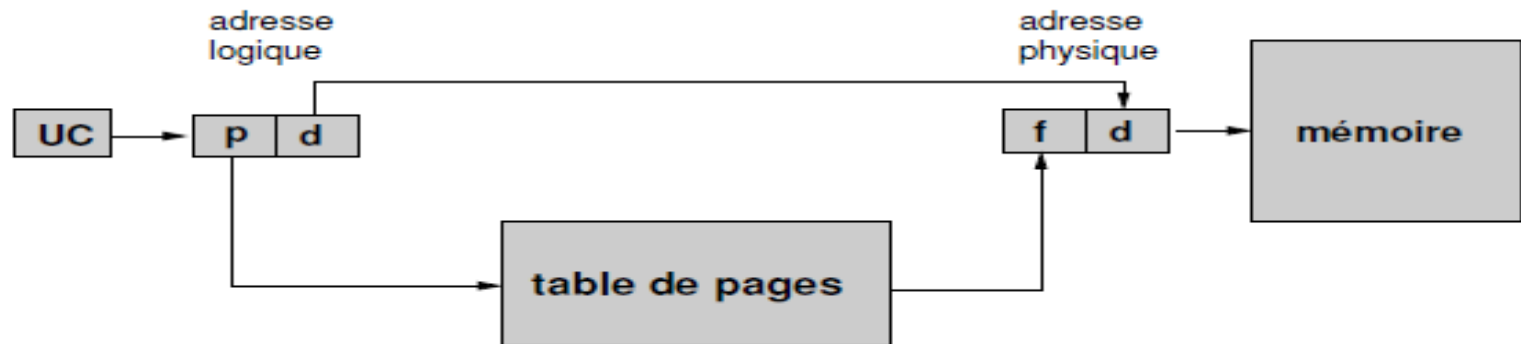 adresse
logique
adresse
physique
UC
p
d
f
d
mémoire
table de pages